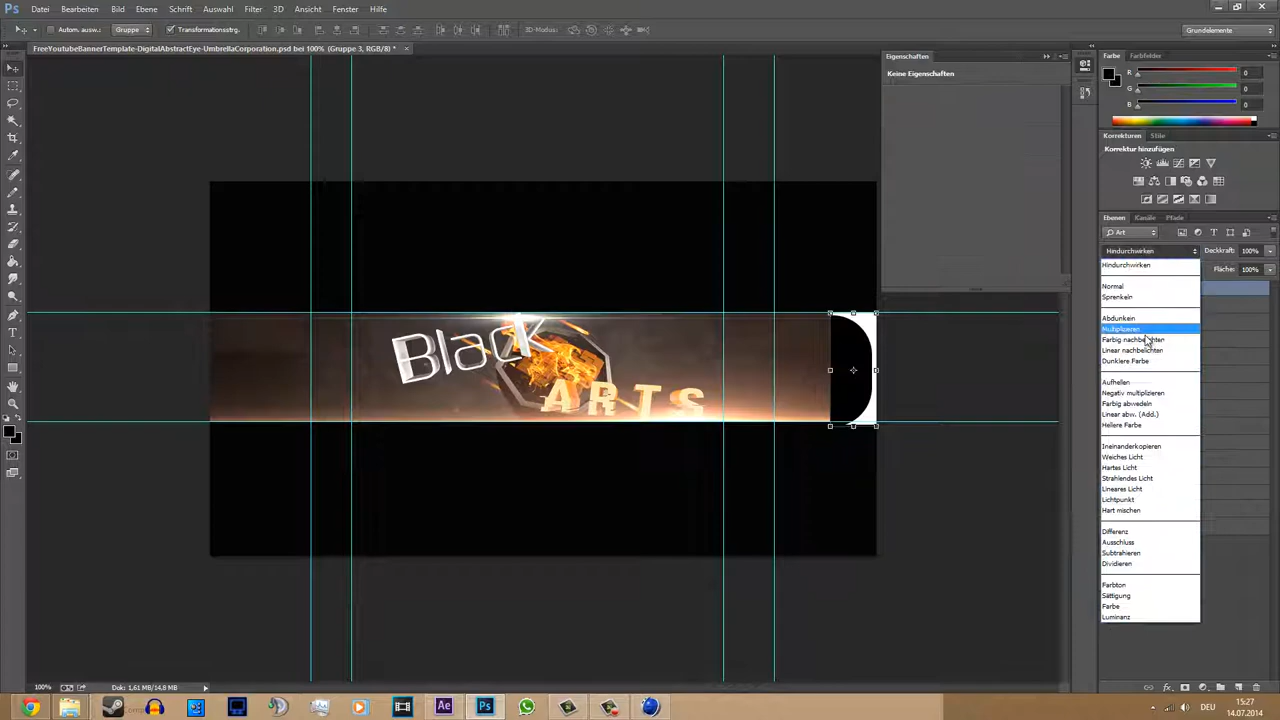 Ps Datei Bearbeiten Bild Ebene Schrift Auswahl Filter 3D Ansicht Fenster Hilfe
Autom. ausw.: Gruppe Transformationsstrg. 3D-Modus: Grundelemente
FreeYoutubeBannerTemplate-DigitalAbstractEye-UmbrellaCorporation.psd bei 100% (Gruppe 3, RGB/8) *
Eigenschaften
Keine Eigenschaften
Farbe Farbfelder
R 0
G 0
B 0
Korrekturen Stile
Korrektur hinzufügen
Ebenen Kanäle Pfade
Art
Hindurchwirken Deckkraft: 100%
Fläche: 100%
Hindurchwirken
Normal
Sprenkeln
Abdunkeln
Multiplizieren
Farbig nachbelichten
Linear nachbelichten
Dunklere Farbe
Aufhellen
Negativ multiplizieren
Farbig abwedeln
Linear abw. (Add.)
Hellere Farbe
Ineinanderkopieren
Weiches Licht
Hartes Licht
Strahlendes Licht
Lineares Licht
Lichtpunkt
Hart mischen
Differenz
Ausschluss
Subtrahieren
Dividieren
Farbton
Sättigung
Farbe
Luminanz
Black
ARTS
100% Dok: 1,61 MB/14,8 MB
Ae Ps DEU 15:27
14.07.2014